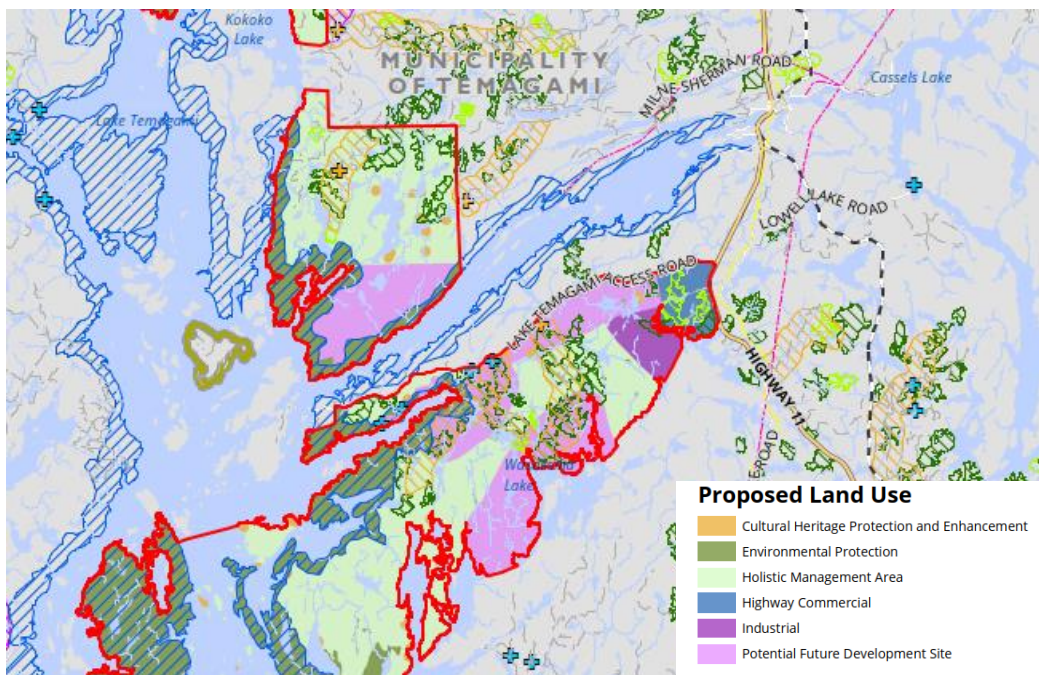 Kokoko
Lake
MUNICIPALITY
OF TEMAGAMI
MILNE-SHERMAN ROAD
Cassels Lake
Lake Temagami
LOWELL LAKE ROAD
LAKE TEMAGAMI ACCESS ROAD
HIGHWAY 11
Lake
E ROAD
Proposed Land Use
Cultural Heritage Protection and Enhancement
Environmental Protection
Holistic Management Area
Highway Commercial
Industrial
Potential Future Development Site